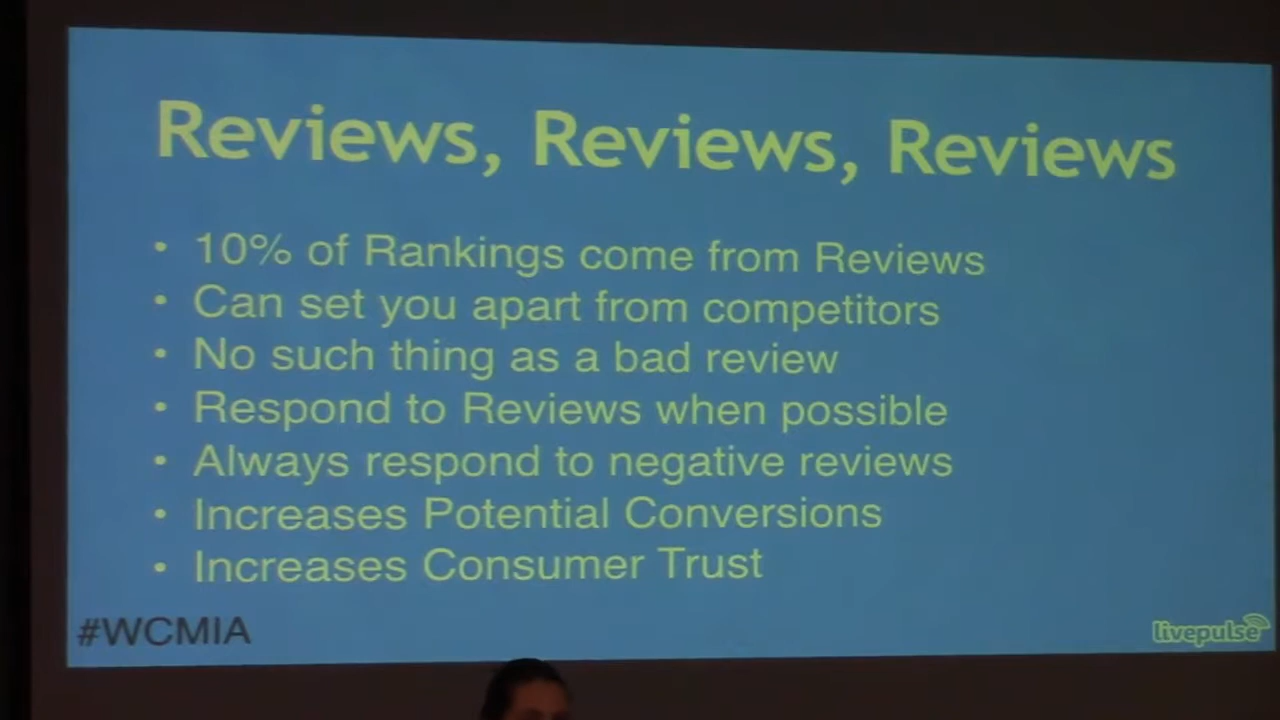 Reviews, Reviews, Reviews
• 10% of Rankings come from Reviews
• Can set you apart from competitors
• No such thing as a bad review
• Respond to Reviews when possible
• Always respond to negative reviews
• Increases Potential Conversions
• Increases Consumer Trust
#WCMIA
livepulse